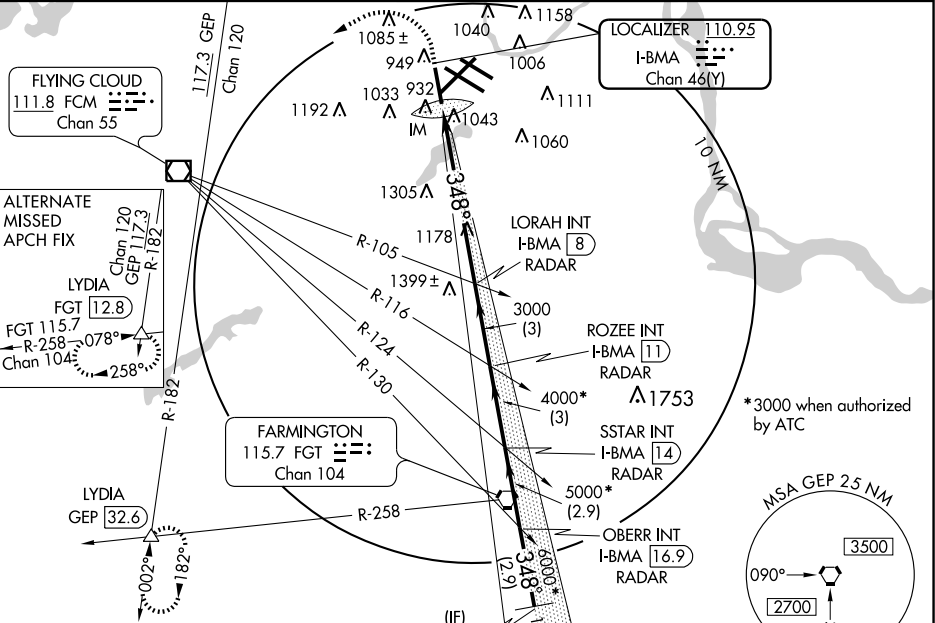 1158
1040
1085 ±
949
1006
LOCALIZER 110.95
I-BMA
Chan 46(Y)
117.3 GEP
Chan 120
FLYING CLOUD
111.8 FCM
Chan 55
1192
1033
932
1111
IM
1043
1060
10 NM
1305
348°
ALTERNATE
MISSED
APCH FIX
Chan 120
GEP 117.3
R-182
LYDIA
FGT 12.8
FGT 115.7
R-258
Chan 104
078°
258°
R-105
1178
LORAH INT
I-BMA 8
RADAR
1399 ±
R-116
3000
(3)
R-124
ROZEE INT
I-BMA 11
RADAR
R-130
4000*
(3)
1753
*3000 when authorized
by ATC
R-182
FARMINGTON
115.7 FGT
Chan 104
SSTAR INT
I-BMA 14
RADAR
5000*
(2.9)
LYDIA
GEP 32.6
R-258
OBERR INT
I-BMA 16.9
RADAR
MSA GEP 25 NM
3500
090°
2700
002°
182°
(2.9)
348°
6000*
(IF)